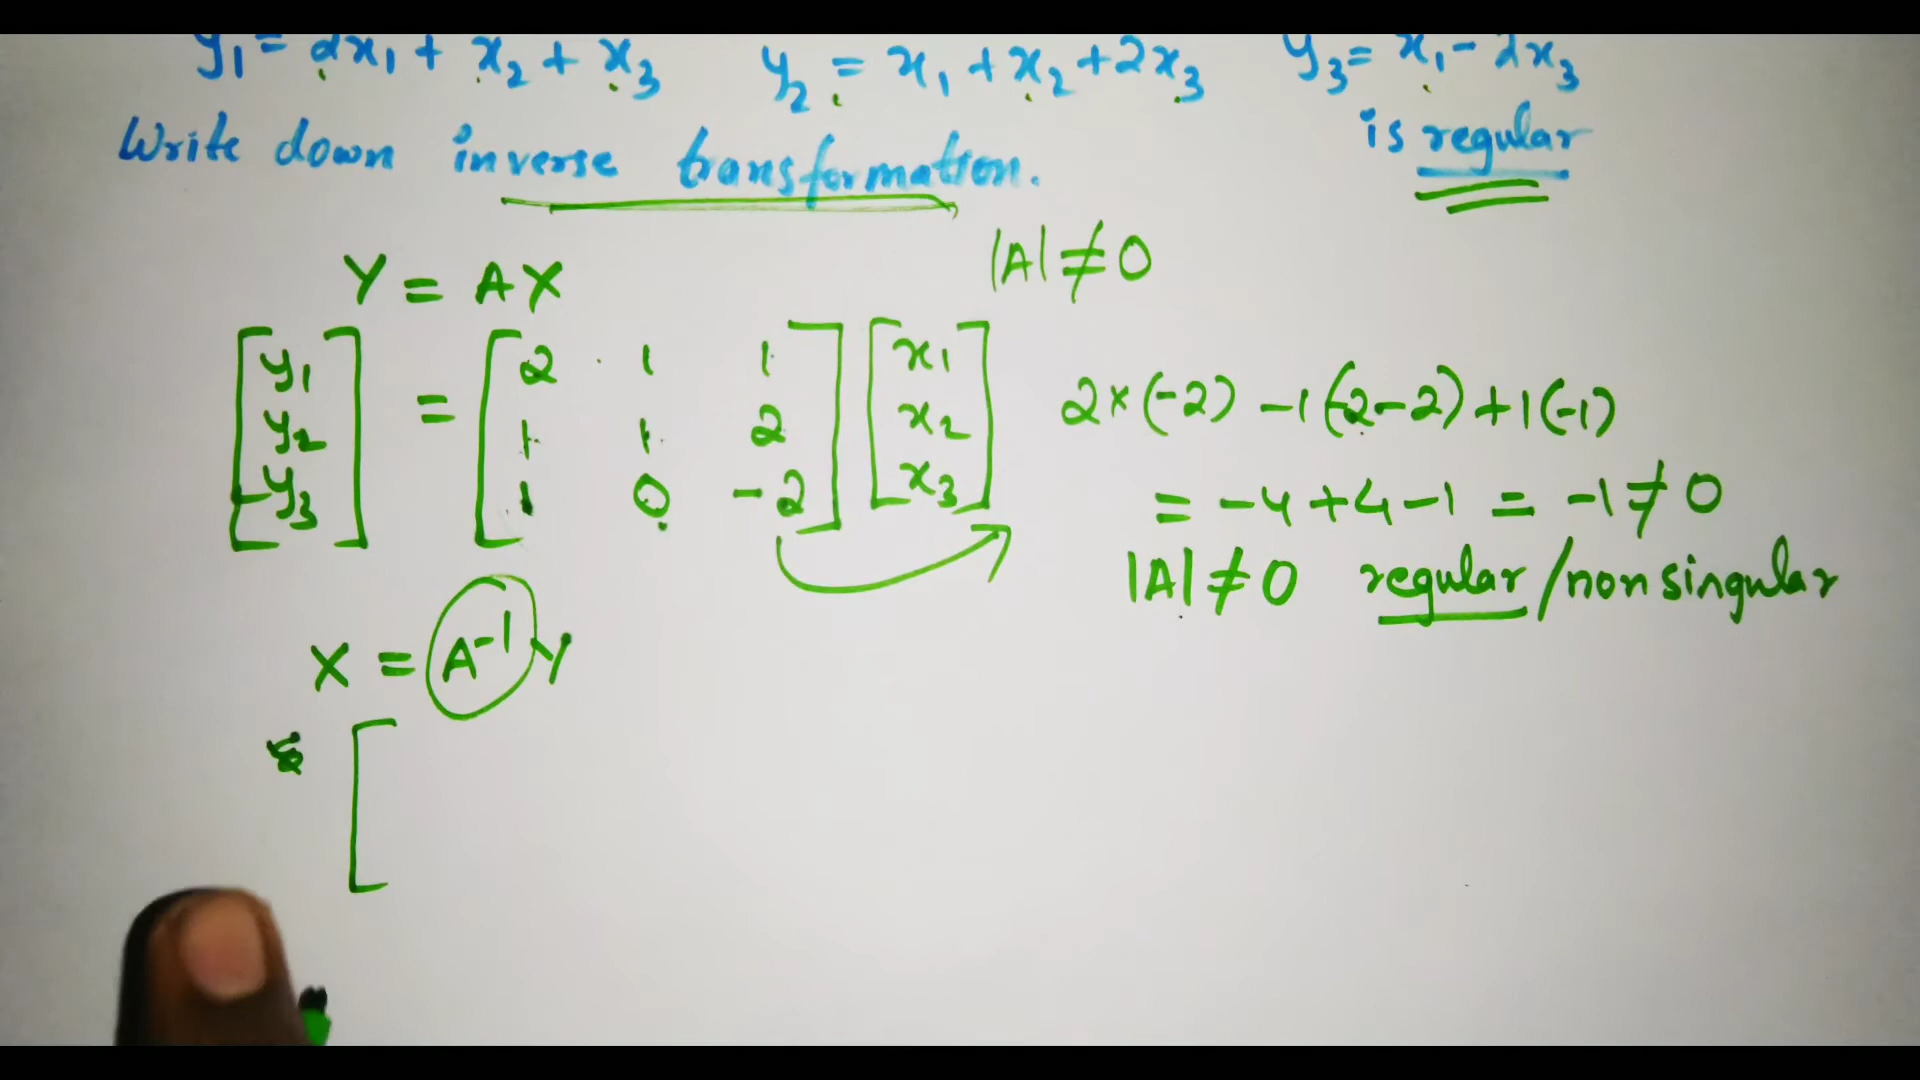 y₁ = 2x₁ + x₂ + x₃ y₂ = x₁ + x₂ + 2x₃ y₃ = x₁ - 2x₃
is regular
Write down inverse transformation.
|A| ≠ 0
Y = AX
[y₁ y₂ y₃] = [2 1 1
1 1 2
1 0 -2] [x₁ x₂ x₃]
2×(-2) -1(-2-2) +1(-1)
= -4+4-1 = -1 ≠ 0
|A| ≠ 0 regular/non singular
X = A⁻¹ Y
[